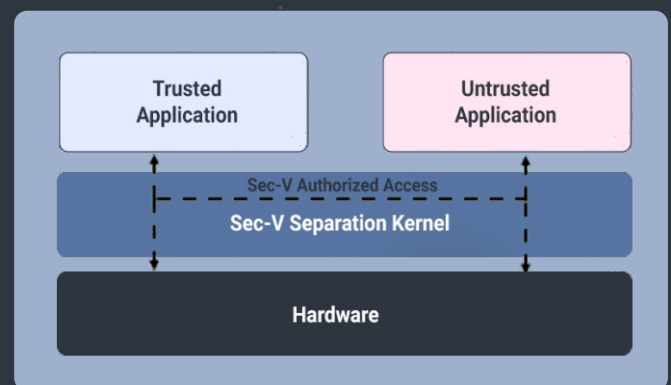 Trusted
Application
Untrusted
Application
Sec-V Authorized Access
Sec-V Separation Kernel
Hardware